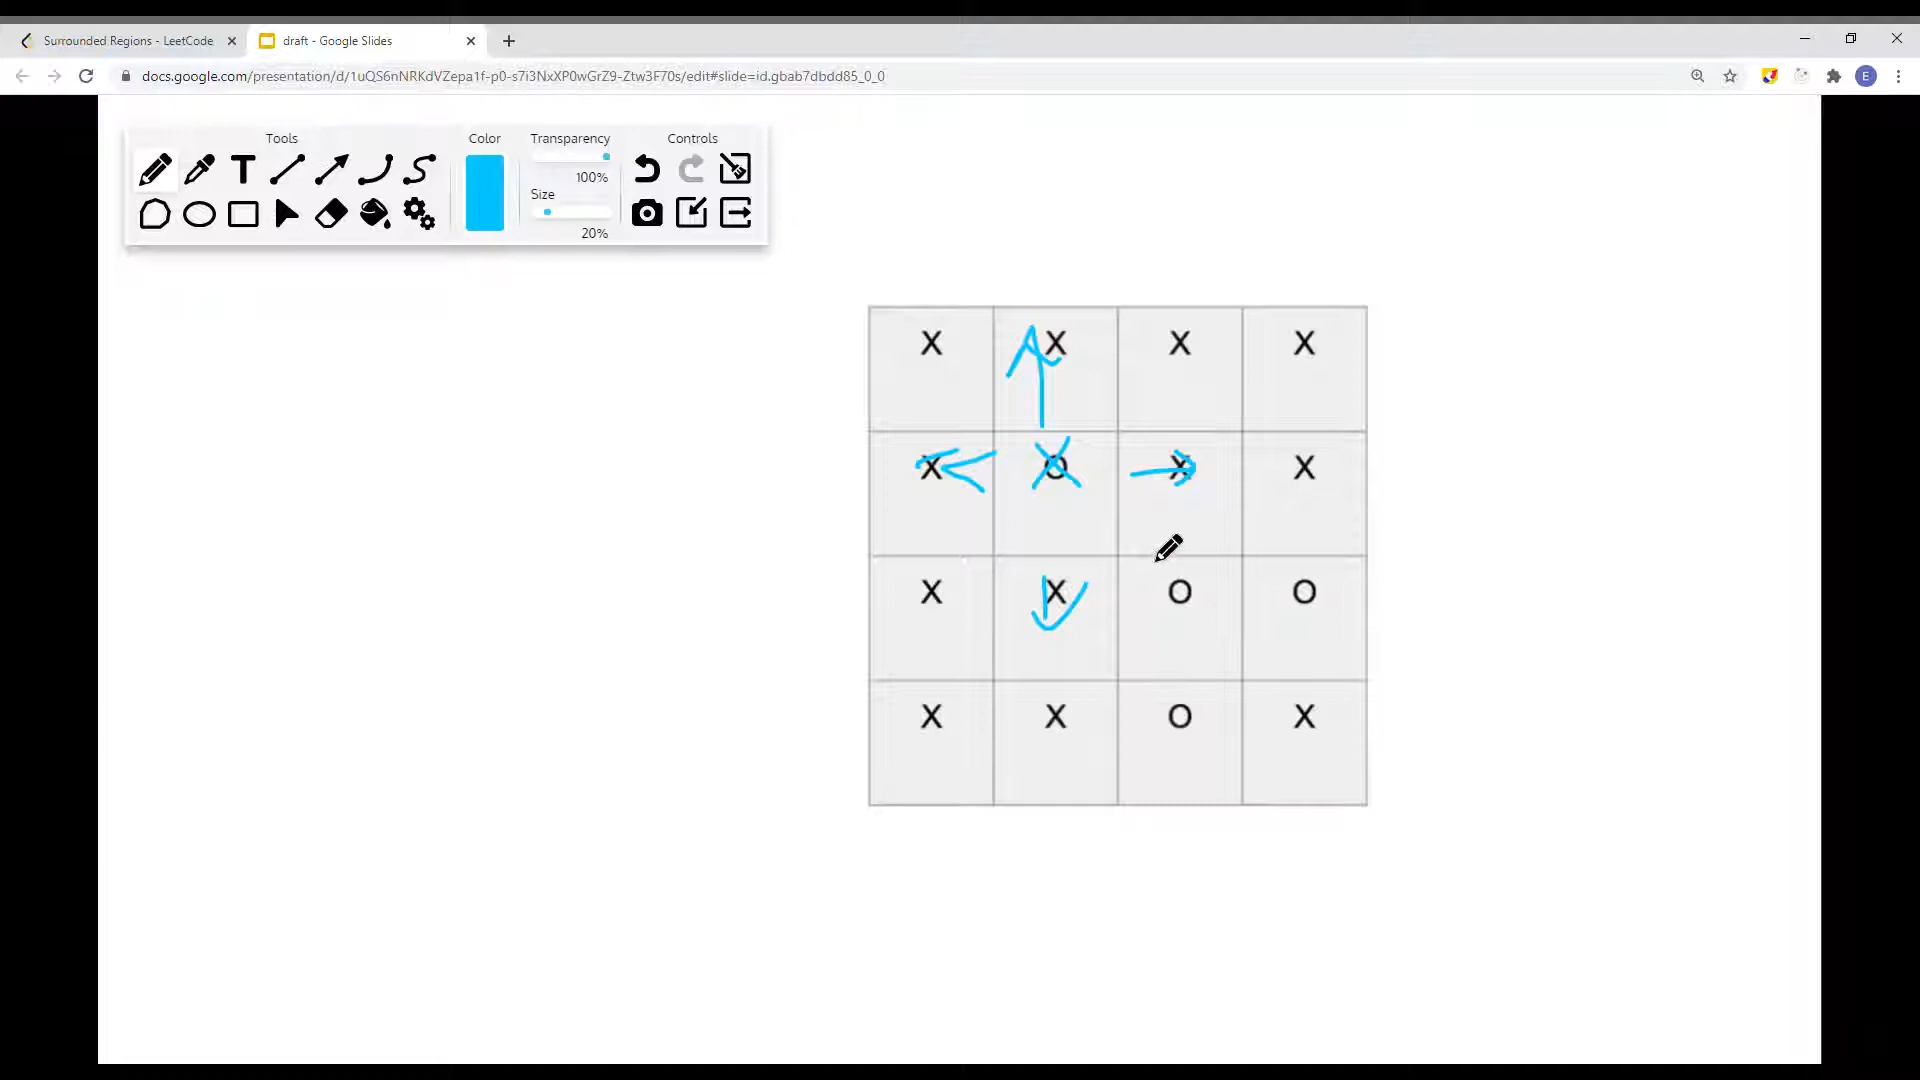 Surrounded Regions - LeetCode
draft - Google Slides
docs.google.com/presentation/d/1uQS6nNRKdVZepa1f-p0-s7i3NxXP0wGrZ9-Ztw3F70s/edit#slide=id.gbab7dbdd85_0_0
E
Tools
Color
Transparency
Controls
T
100%
Size
20%
X X X X
X O X X
X X O O
X X O X